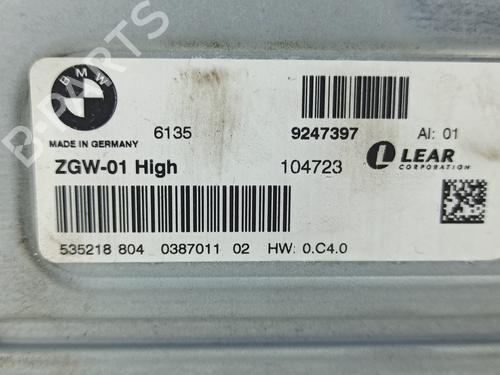 B-PARTS
BMW
MADE IN GERMANY
6135
9247397
AI: 01
ZGW-01 High
104723
LEAR
CORPORATION
535218 804 0387011 02 HW: 0.C4.0